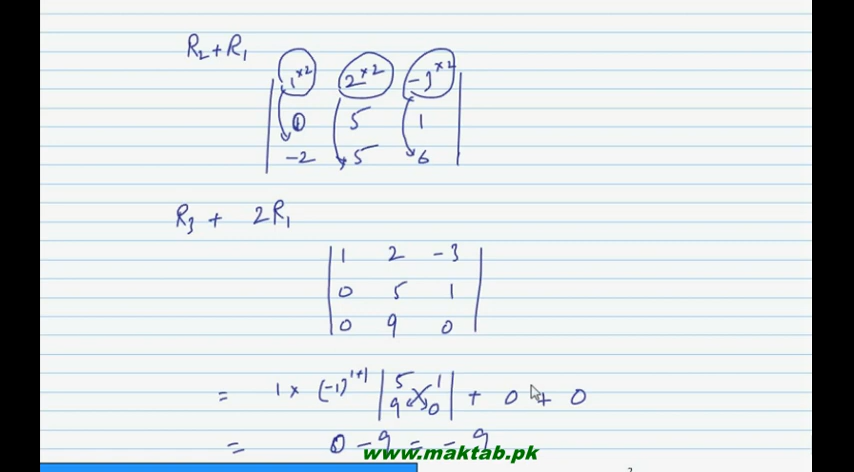 R2 + R1
| 1^×2 2^×2 -3^×2 |
| 0 5 1 |
| -2 5 6 |
R3 + 2R1
| 1 2 -3 |
| 0 5 1 |
| 0 9 0 |
= 1 × (-1)^1+1 | 5 1 | + 0 + 0
| 9 0 |
= 0 - 9 = - 9
www.maktab.pk